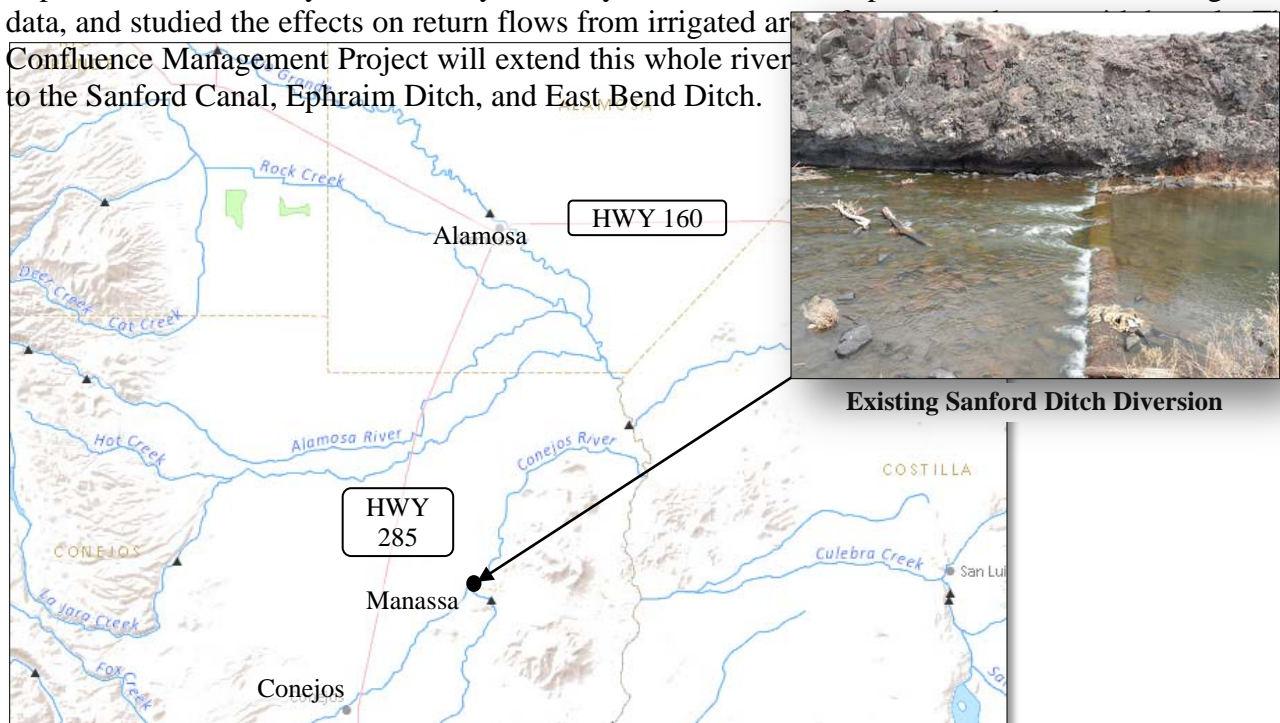 data, and studied the effects on return flows from irrigated
Confluence Management Project will extend this whole river
to the Sanford Canal, Ephraim Ditch, and East Bend Ditch.
Grande
ALAMOSA
Rock Creek
HWY 160
Alamosa
Deer Creek
Cat Creek
Existing Sanford Ditch Diversion
Hot Creek
Alamosa River
Conejos River
COSTILLA
HWY
285
CONEJOS
Culebra Creek
San Lui
Manassa
La Jara Creek
Fox Creek
Conejos